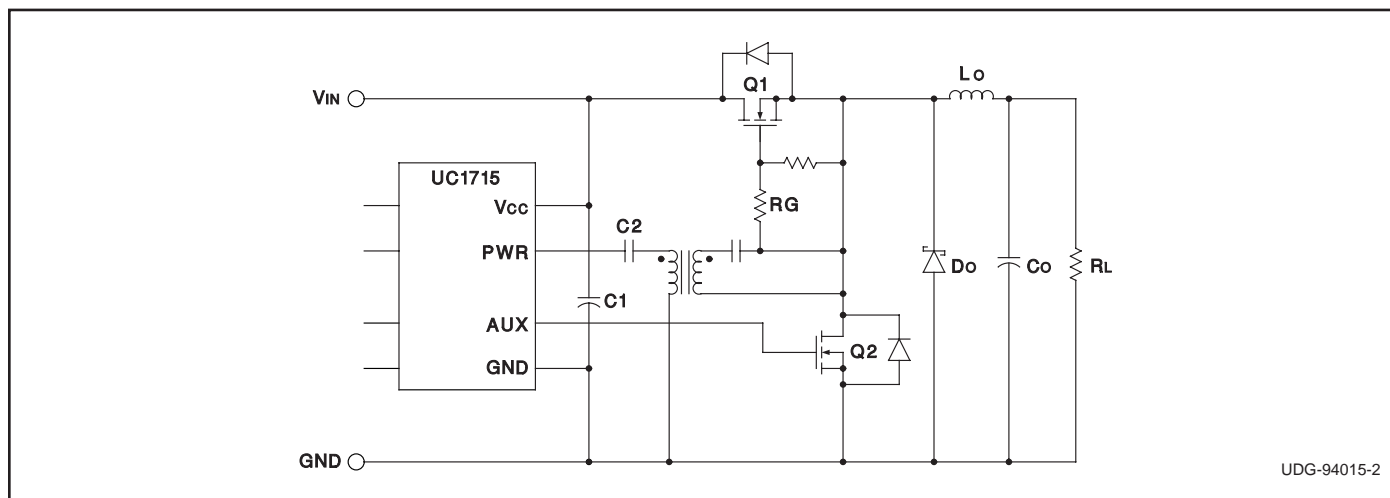 Q1
LO
VIN
UC1715
VCC
RG
C2
PWR
DO
CO
RL
C1
AUX
Q2
GND
GND
UDG-94015-2